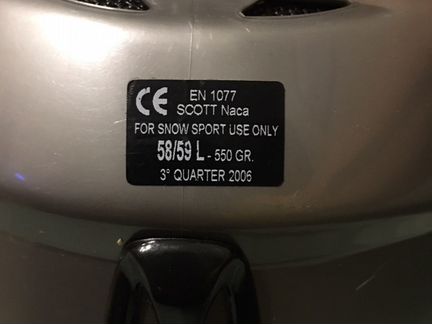 CE EN 1077
SCOTT Naca
FOR SNOW SPORT USE ONLY
58/59 L - 550 GR.
3° QUARTER 2006